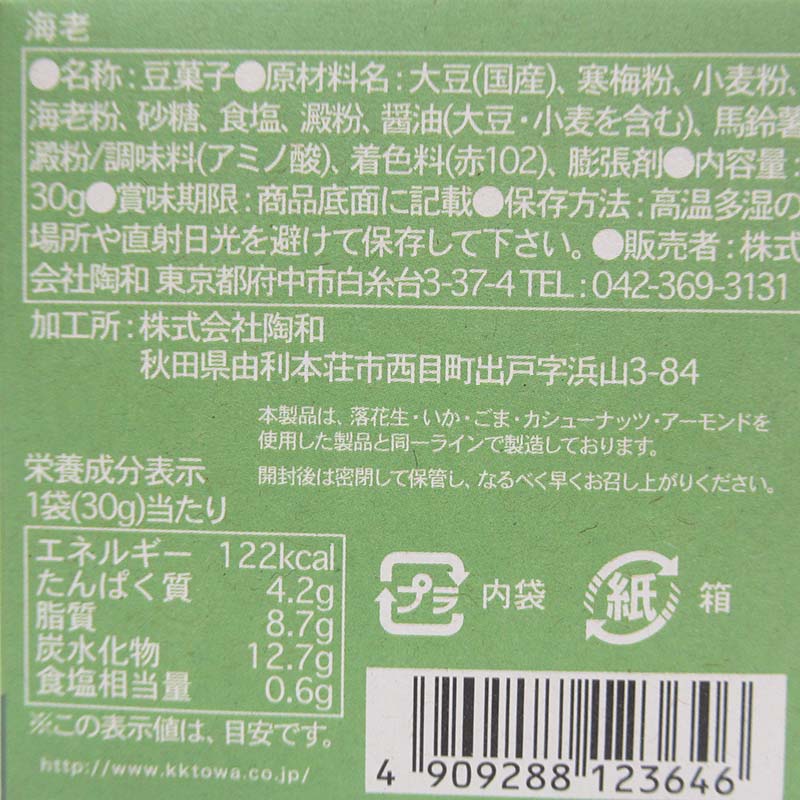 海老
●名称:豆菓子●原材料名:大豆(国産)、寒梅粉、小麦粉、
海老粉、砂糖、食塩、澱粉、醤油(大豆・小麦を含む)、馬鈴薯
澱粉/調味料(アミノ酸)、着色料(赤102)、膨張剤●内容量:
30g●賞味期限:商品底面に記載●保存方法:高温多湿の
場所や直射日光を避けて保存して下さい。●販売者:株式
会社陶和 東京都府中市白糸台3-37-4 TEL:042-369-3131
加工所:株式会社陶和
秋田県由利本荘市西目町出戸字浜山3-84
本製品は、落花生・いか・ごま・カシューナッツ・アーモンドを
使用した製品と同一ラインで製造しております。
開封後は密閉して保管し、なるべく早くお召し上がりください。
栄養成分表示
1袋(30g)当たり
エネルギー 122kcal
たんぱく質 4.2g
脂質 8.7g
炭水化物 12.7g
食塩相当量 0.6g
※この表示値は、目安です。
http://www.kktowa.co.jp/
プラ 内袋
紙 箱
4 909288 123646